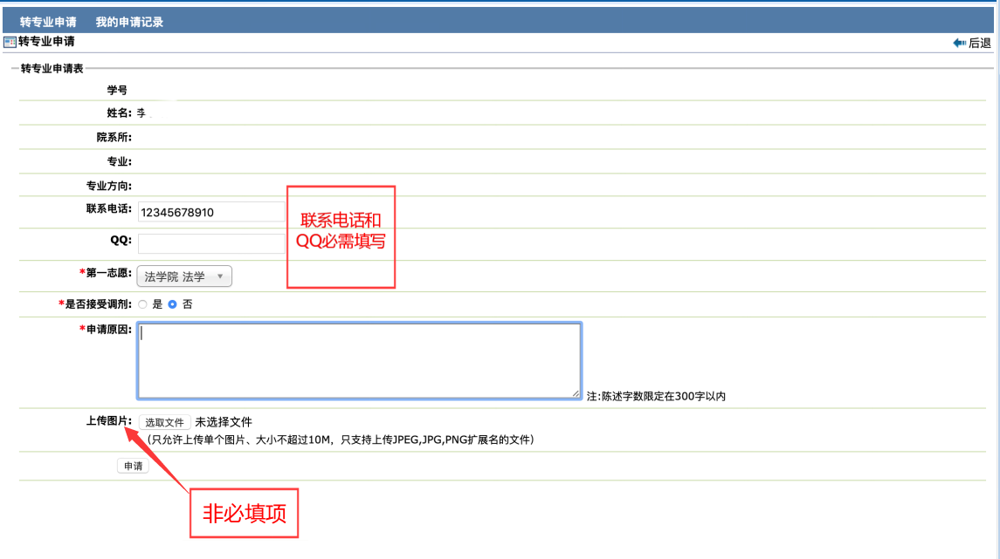 转专业申请 我的申请记录
转专业申请 后退
转专业申请表
学号
姓名: 李
院系所:
专业:
专业方向:
联系电话: 12345678910
QQ:
联系电话和
QQ必需填写
*第一志愿: 法学院 法学
*是否接受调剂: 是 否
*申请原因:
注:陈述字数限定在300字以内
上传图片: 选取文件 未选择文件
(只允许上传单个图片、大小不超过10M，只支持上传JPEG,JPG,PNG扩展名的文件)
申请
非必填项